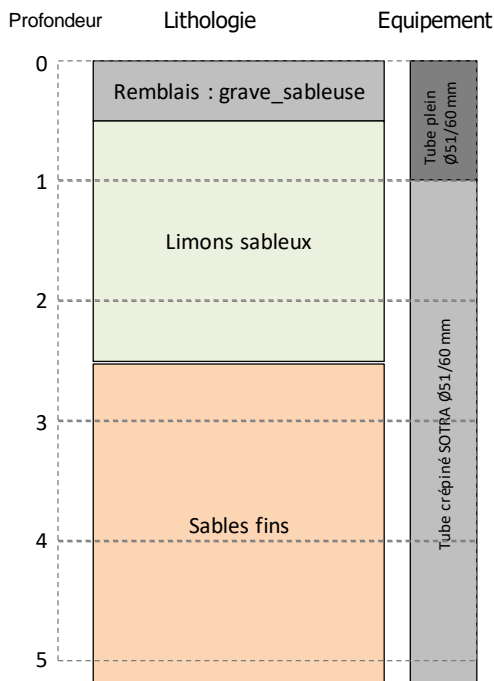 Profondeur Lithologie Equipement
0
Remblais : grave_sableuse
Tube plein
Ø51/60 mm
1
Limons sableux
2
3
Tube crépiné SOTRA Ø51/60 mm
Sables fins
4
5